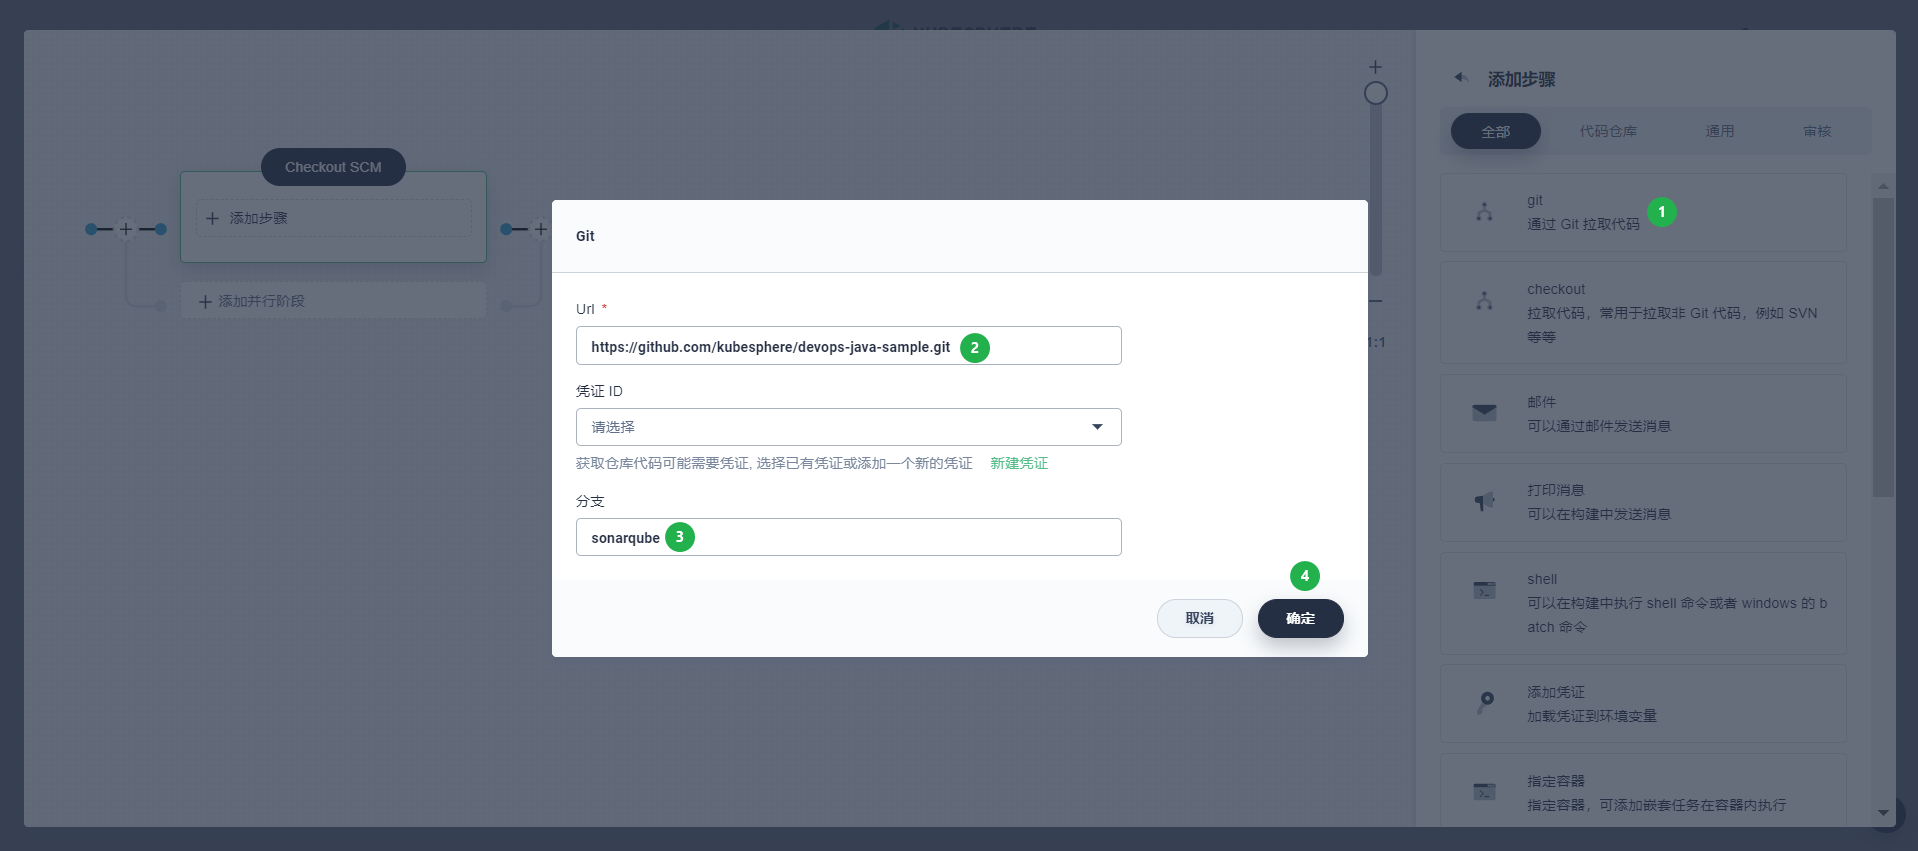 添加步骤
全部 代码仓库 通用 审核
Checkout SCM
添加步骤
添加并行阶段
1:1
Git
Url *
https://github.com/kubesphere/devops-java-sample.git 2
凭证 ID
请选择
获取仓库代码可能需要凭证, 选择已有凭证或添加一个新的凭证 新建凭证
分支
sonarqube 3
4
取消 确定
git
通过 Git 拉取代码 1
checkout
拉取代码，常用于拉取非 Git 代码，例如 SVN
等等
邮件
可以通过邮件发送消息
打印消息
可以在构建中发送消息
shell
可以在构建中执行 shell 命令或者 windows 的 b
atch 命令
添加凭证
加载凭证到环境变量
指定容器
指定容器，可添加嵌套任务在容器内执行